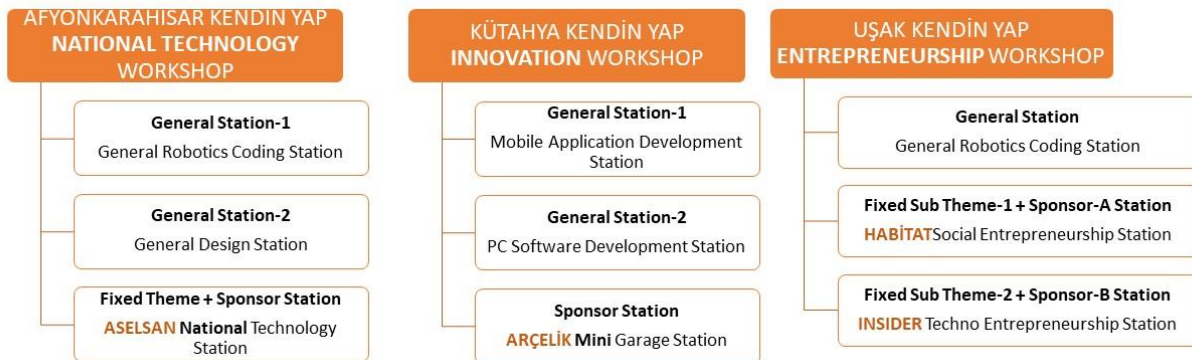 AFYONKARAHİSAR KENDİN YAP
NATIONAL TECHNOLOGY
WORKSHOP
General Station-1
General Robotics Coding Station
General Station-2
General Design Station
Fixed Theme + Sponsor Station
ASELSAN National Technology
Station
KÜTAHYA KENDİN YAP
INNOVATION WORKSHOP
General Station-1
Mobile Application Development
Station
General Station-2
PC Software Development Station
Sponsor Station
ARÇELİK Mini Garage Station
UŞAK KENDİN YAP
ENTREPRENEURSHIP WORKSHOP
General Station
General Robotics Coding Station
Fixed Sub Theme-1 + Sponsor-A Station
HABİTATSocial Entrepreneurship Station
Fixed Sub Theme-2 + Sponsor-B Station
INSIDER Techno Entrepreneurship Station